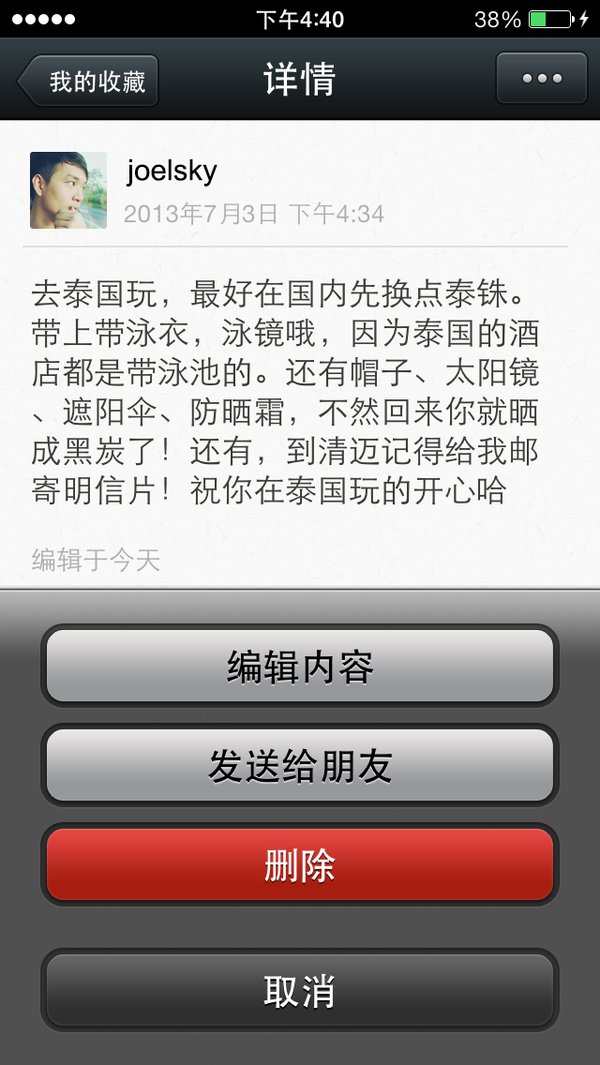 下午4:40
38%
我的收藏
详情
joelsky
2013年7月3日 下午4:34
去泰国玩，最好在国内先换点泰铢。
带上带泳衣，泳镜哦，因为泰国的酒
店都是带泳池的。还有帽子、太阳镜
、遮阳伞、防晒霜，不然回来你就晒
成黑炭了！还有，到清迈记得给我邮
寄明信片！祝你在泰国玩的开心哈
编辑于今天
编辑内容
发送给朋友
删除
取消